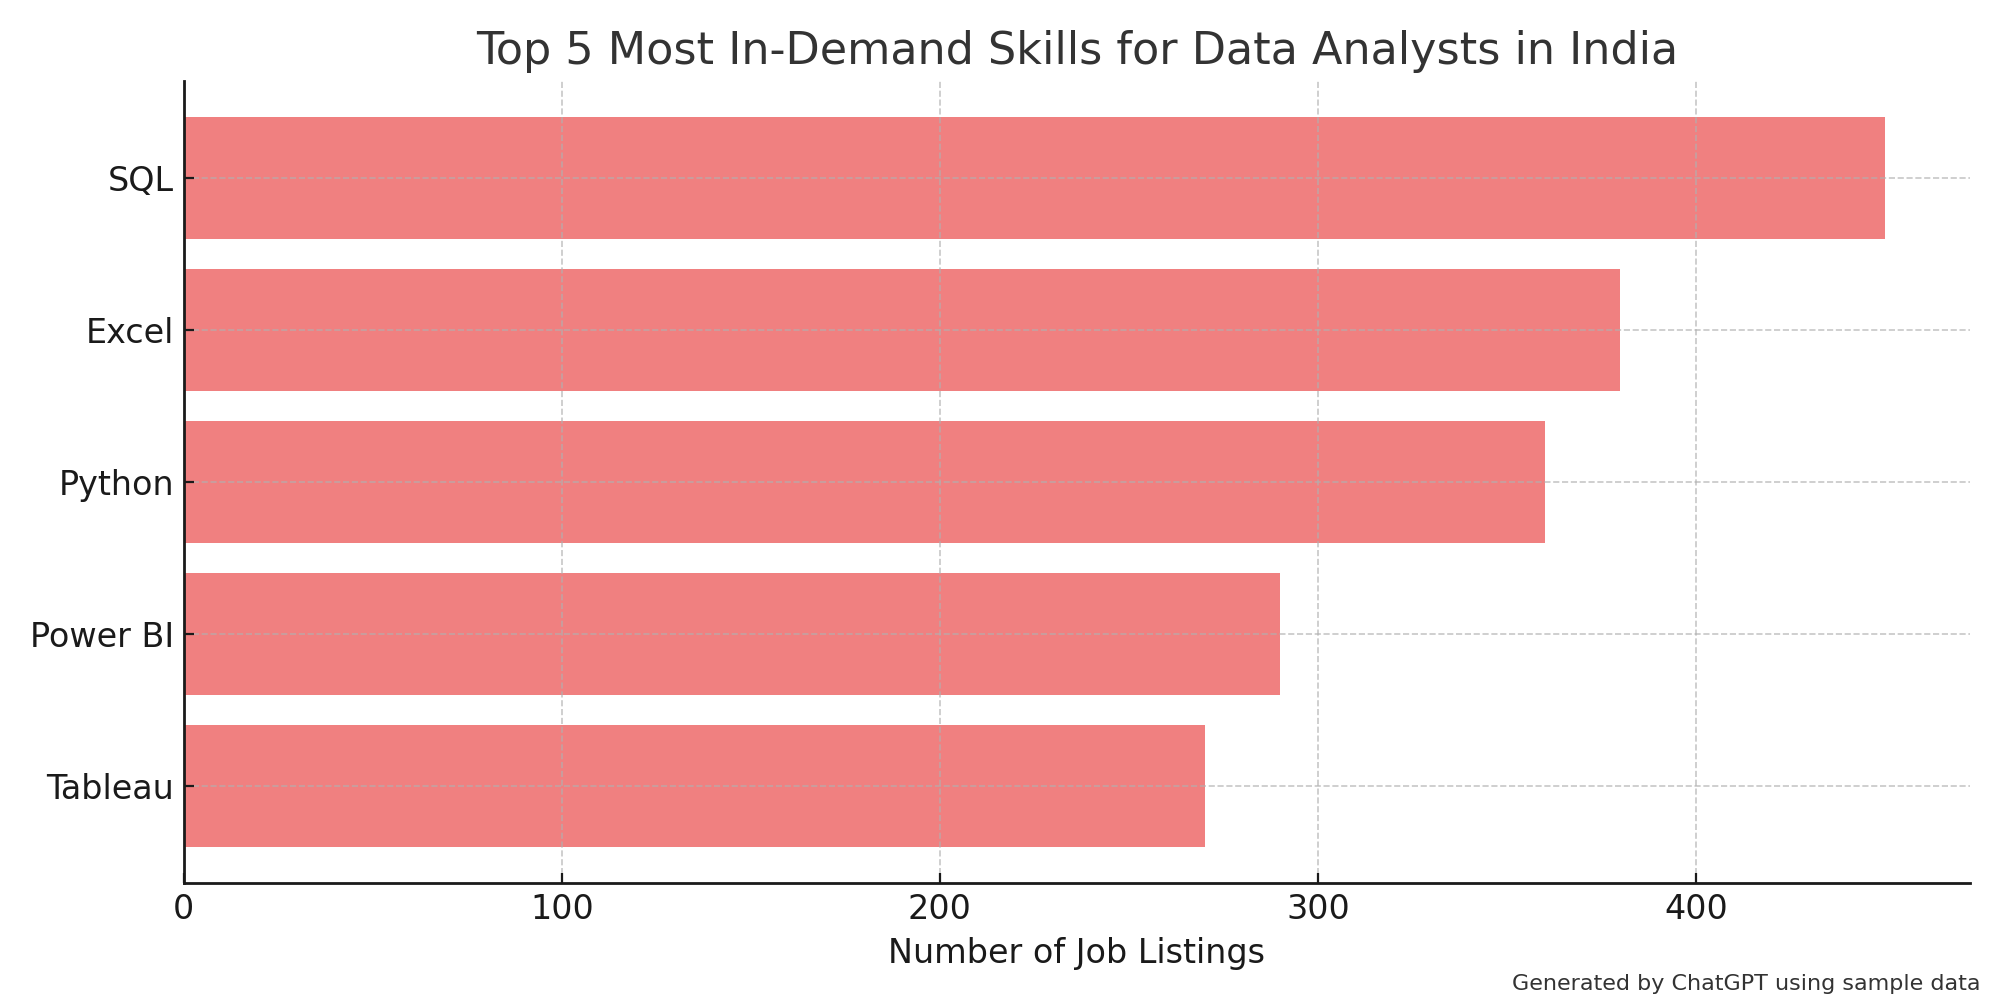 Top 5 Most In-Demand Skills for Data Analysts in India
SQL
Excel
Python
Power BI
Tableau
0 100 200 300 400
Number of Job Listings
Generated by ChatGPT using sample data